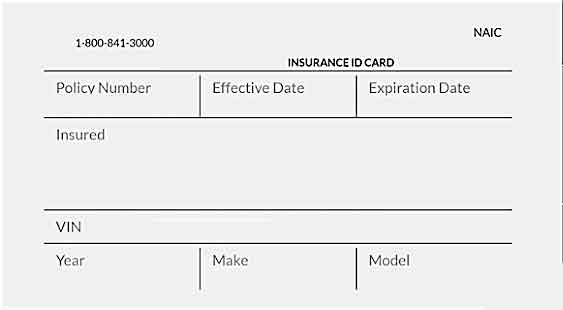 NAIC
1-800-841-3000
INSURANCE ID CARD
Policy Number Effective Date Expiration Date
Insured
VIN
Year Make Model